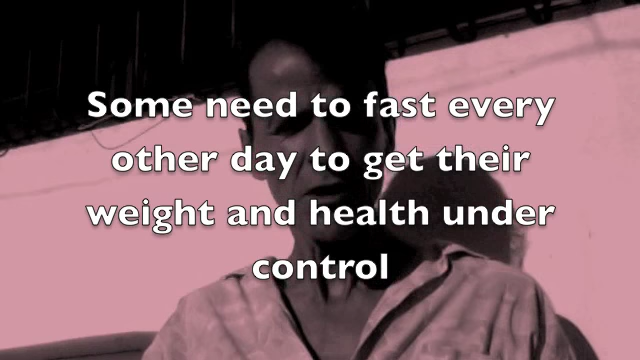 Some need to fast every
other day to get their
weight and health under
control